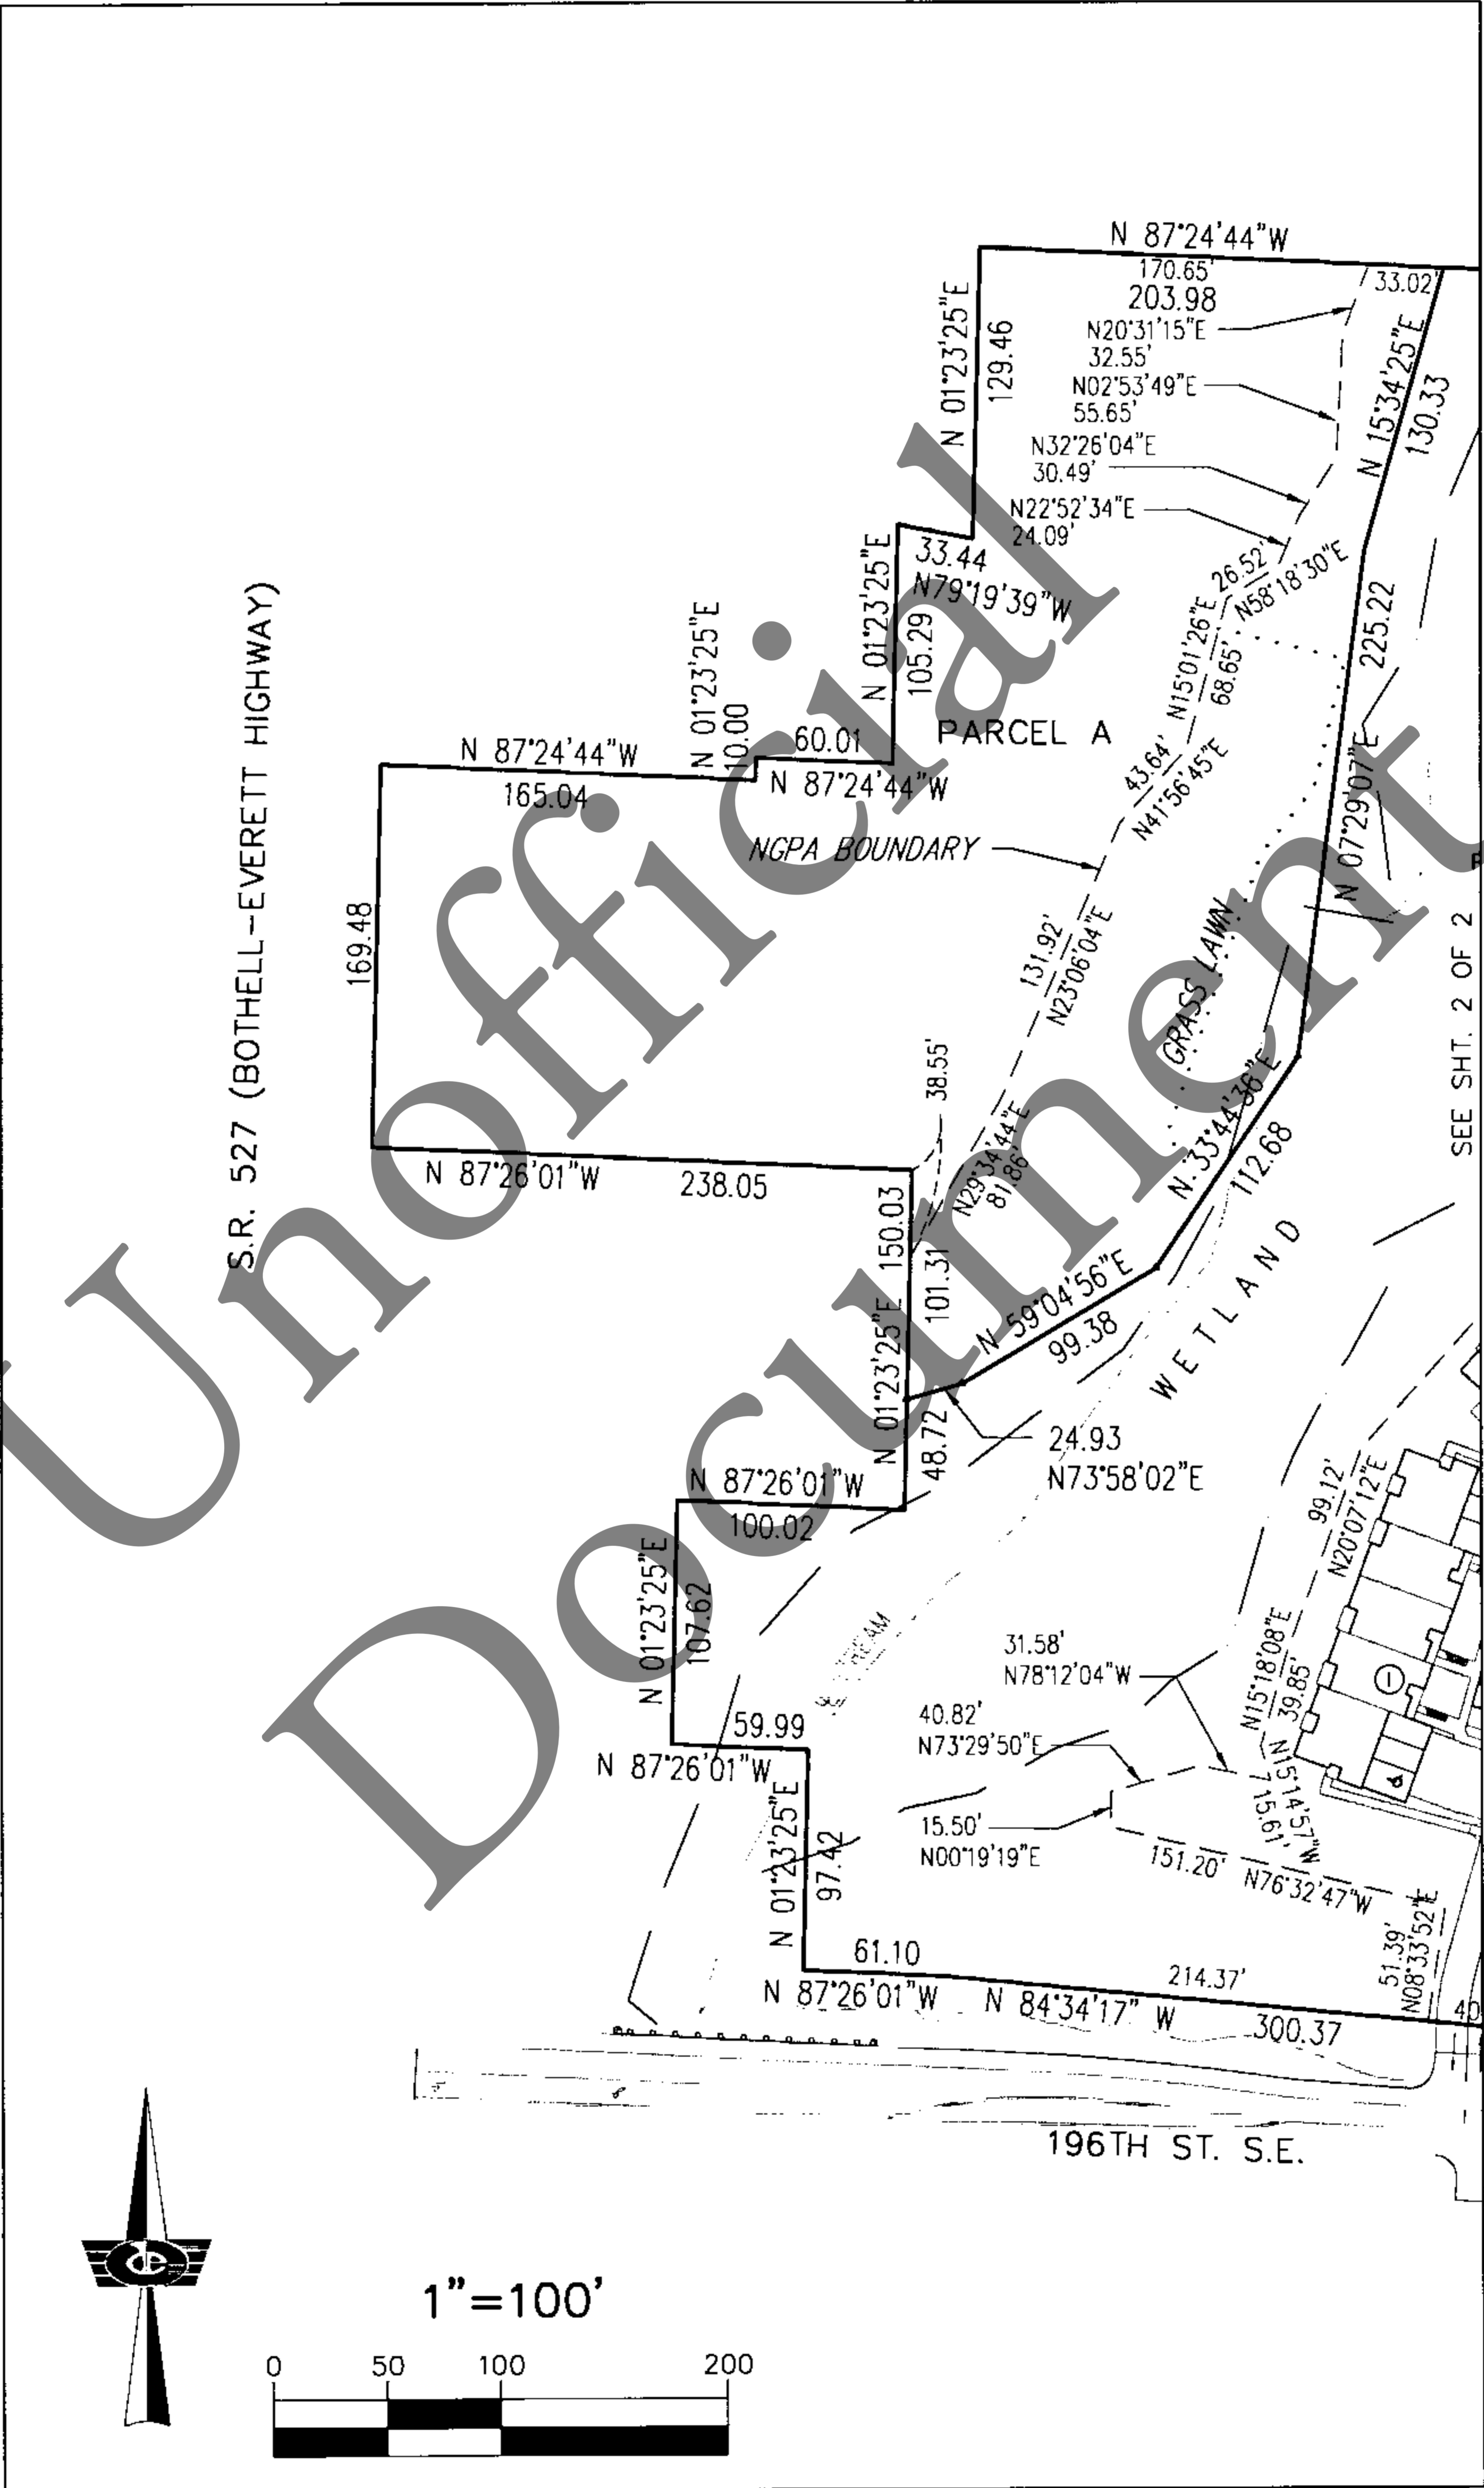 N 87°24'44"W
170.65'
33.02'
203.98
N 01°23'25"E
129.46
N20°31'15"E
32.55'
N02°53'49"E
55.65'
N32°26'04"E
30.49'
N22°52'34"E
24.09'
N 15°34'25"E
130.33
33.44
N79°19'39"W
N 01°23'25"E
105.29
26.52'
N58°18'30"E
N15°01'26"E
68.65'
225.22
N 07°29'07"E
S.R. 527 (BOTHELL-EVERETT HIGHWAY)
N 01°23'25"E
10.00
60.01
N 87°24'44"W
N 87°24'44"W
165.04
PARCEL A
43.64'
N41°56'45"E
NGPA BOUNDARY
169.48
131.92'
N23°06'04"E
GRASS LAWN
SEE SHT. 2 OF 2
38.55'
N29°34'44"E
81.86'
N 33°44'36"E
112.68
N 87°26'01"W
238.05
N 01°23'25"E 150.03
101.31
N 59°04'56"E
99.38
WETLAND
48.72
24.93
N73°58'02"E
N 87°26'01"W
100.02
99.12'
N20°07'12"E
N 01°23'25"E
107.62
31.58'
N78°12'04"W
N15°18'08"E
39.85'
1
40.82'
N73°29'50"E
59.99
N 87°26'01"W
N15°14'57"W
15.61'
N 01°23'25"E
97.42
15.50'
N00°19'19"E
151.20' N76°32'47"W
51.39'
N08°33'52"E
61.10
N 87°26'01"W
214.37'
N 84°34'17" W
300.37
40
196TH ST. S.E.
1"=100'
0 50 100 200
Unofficial
Document